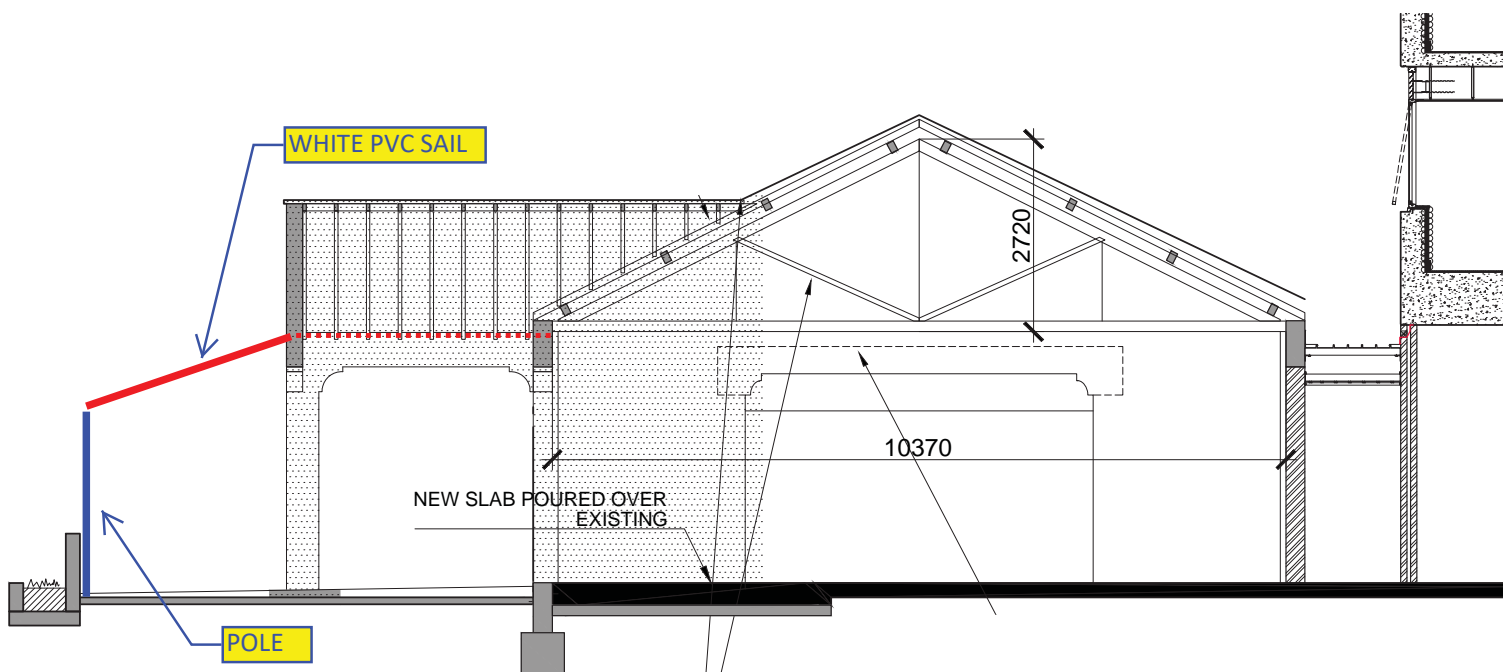 WHITE PVC SAIL
2720
10370
NEW SLAB POURED OVER
EXISTING
POLE